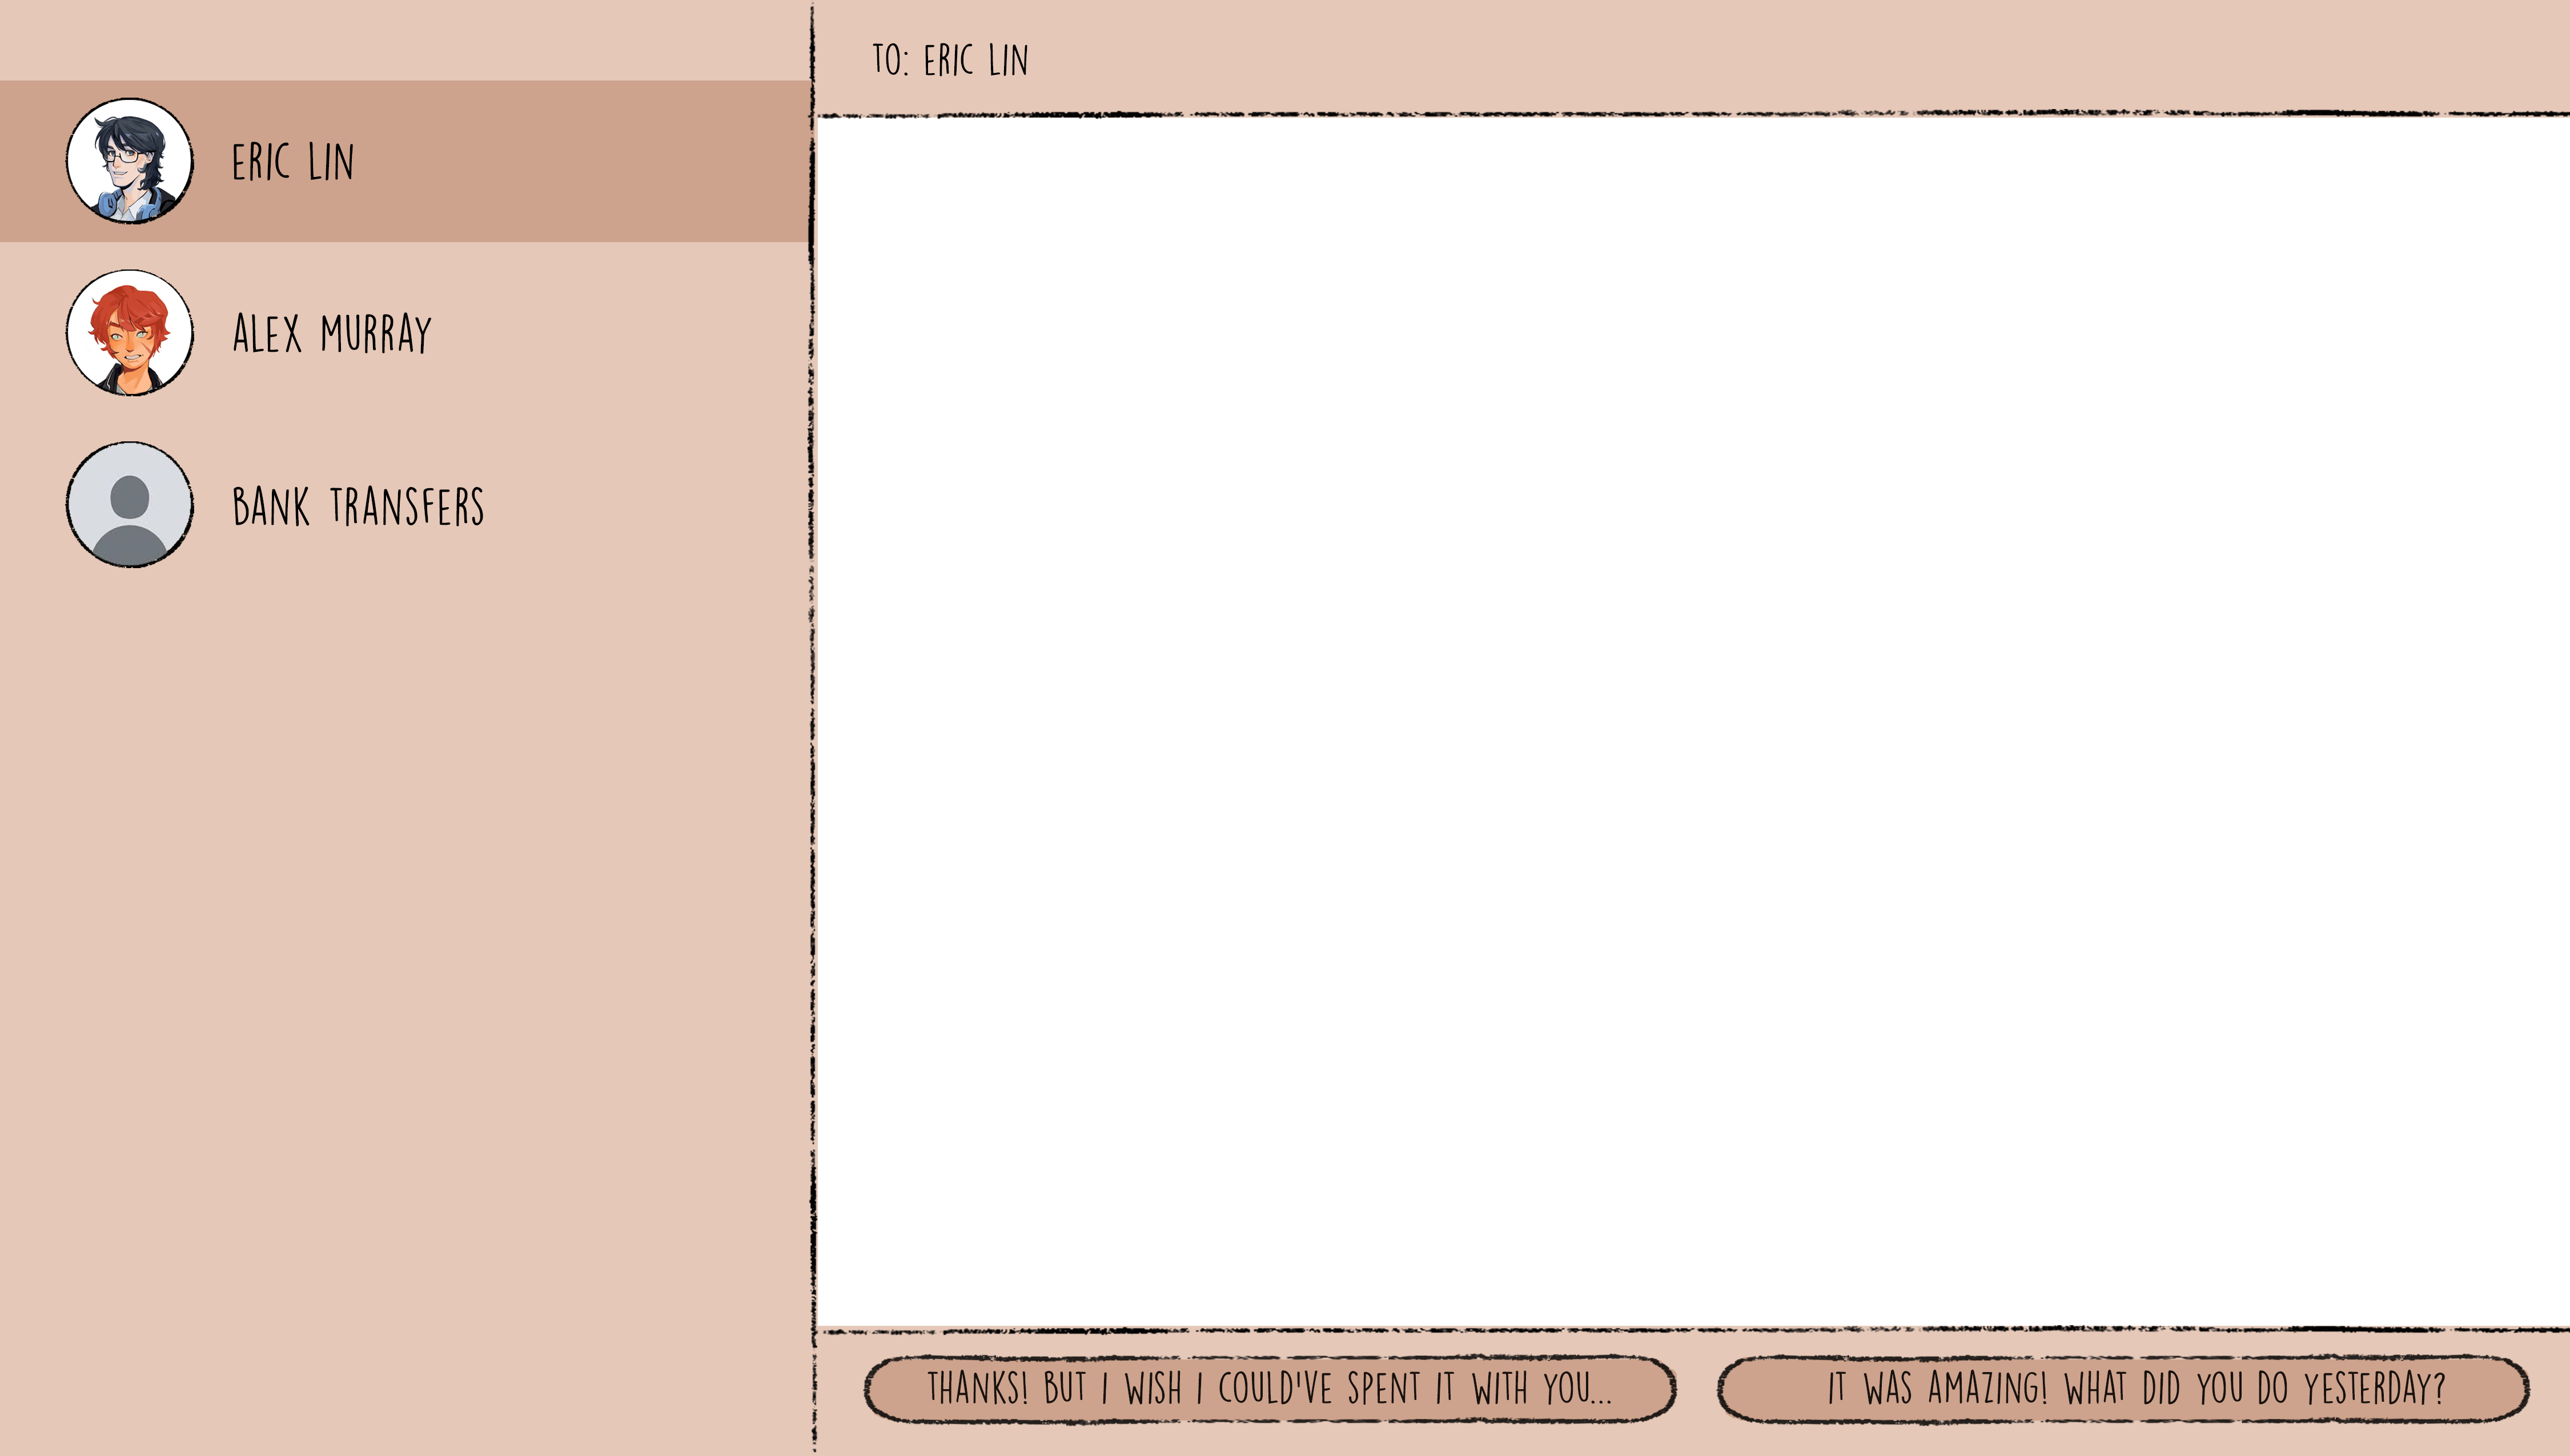 TO: ERIC LIN
ERIC LIN
ALEX MURRAY
BANK TRANSFERS
THANKS! BUT I WISH I COULD'VE SPENT IT WITH YOU...
IT WAS AMAZING! WHAT DID YOU DO YESTERDAY?